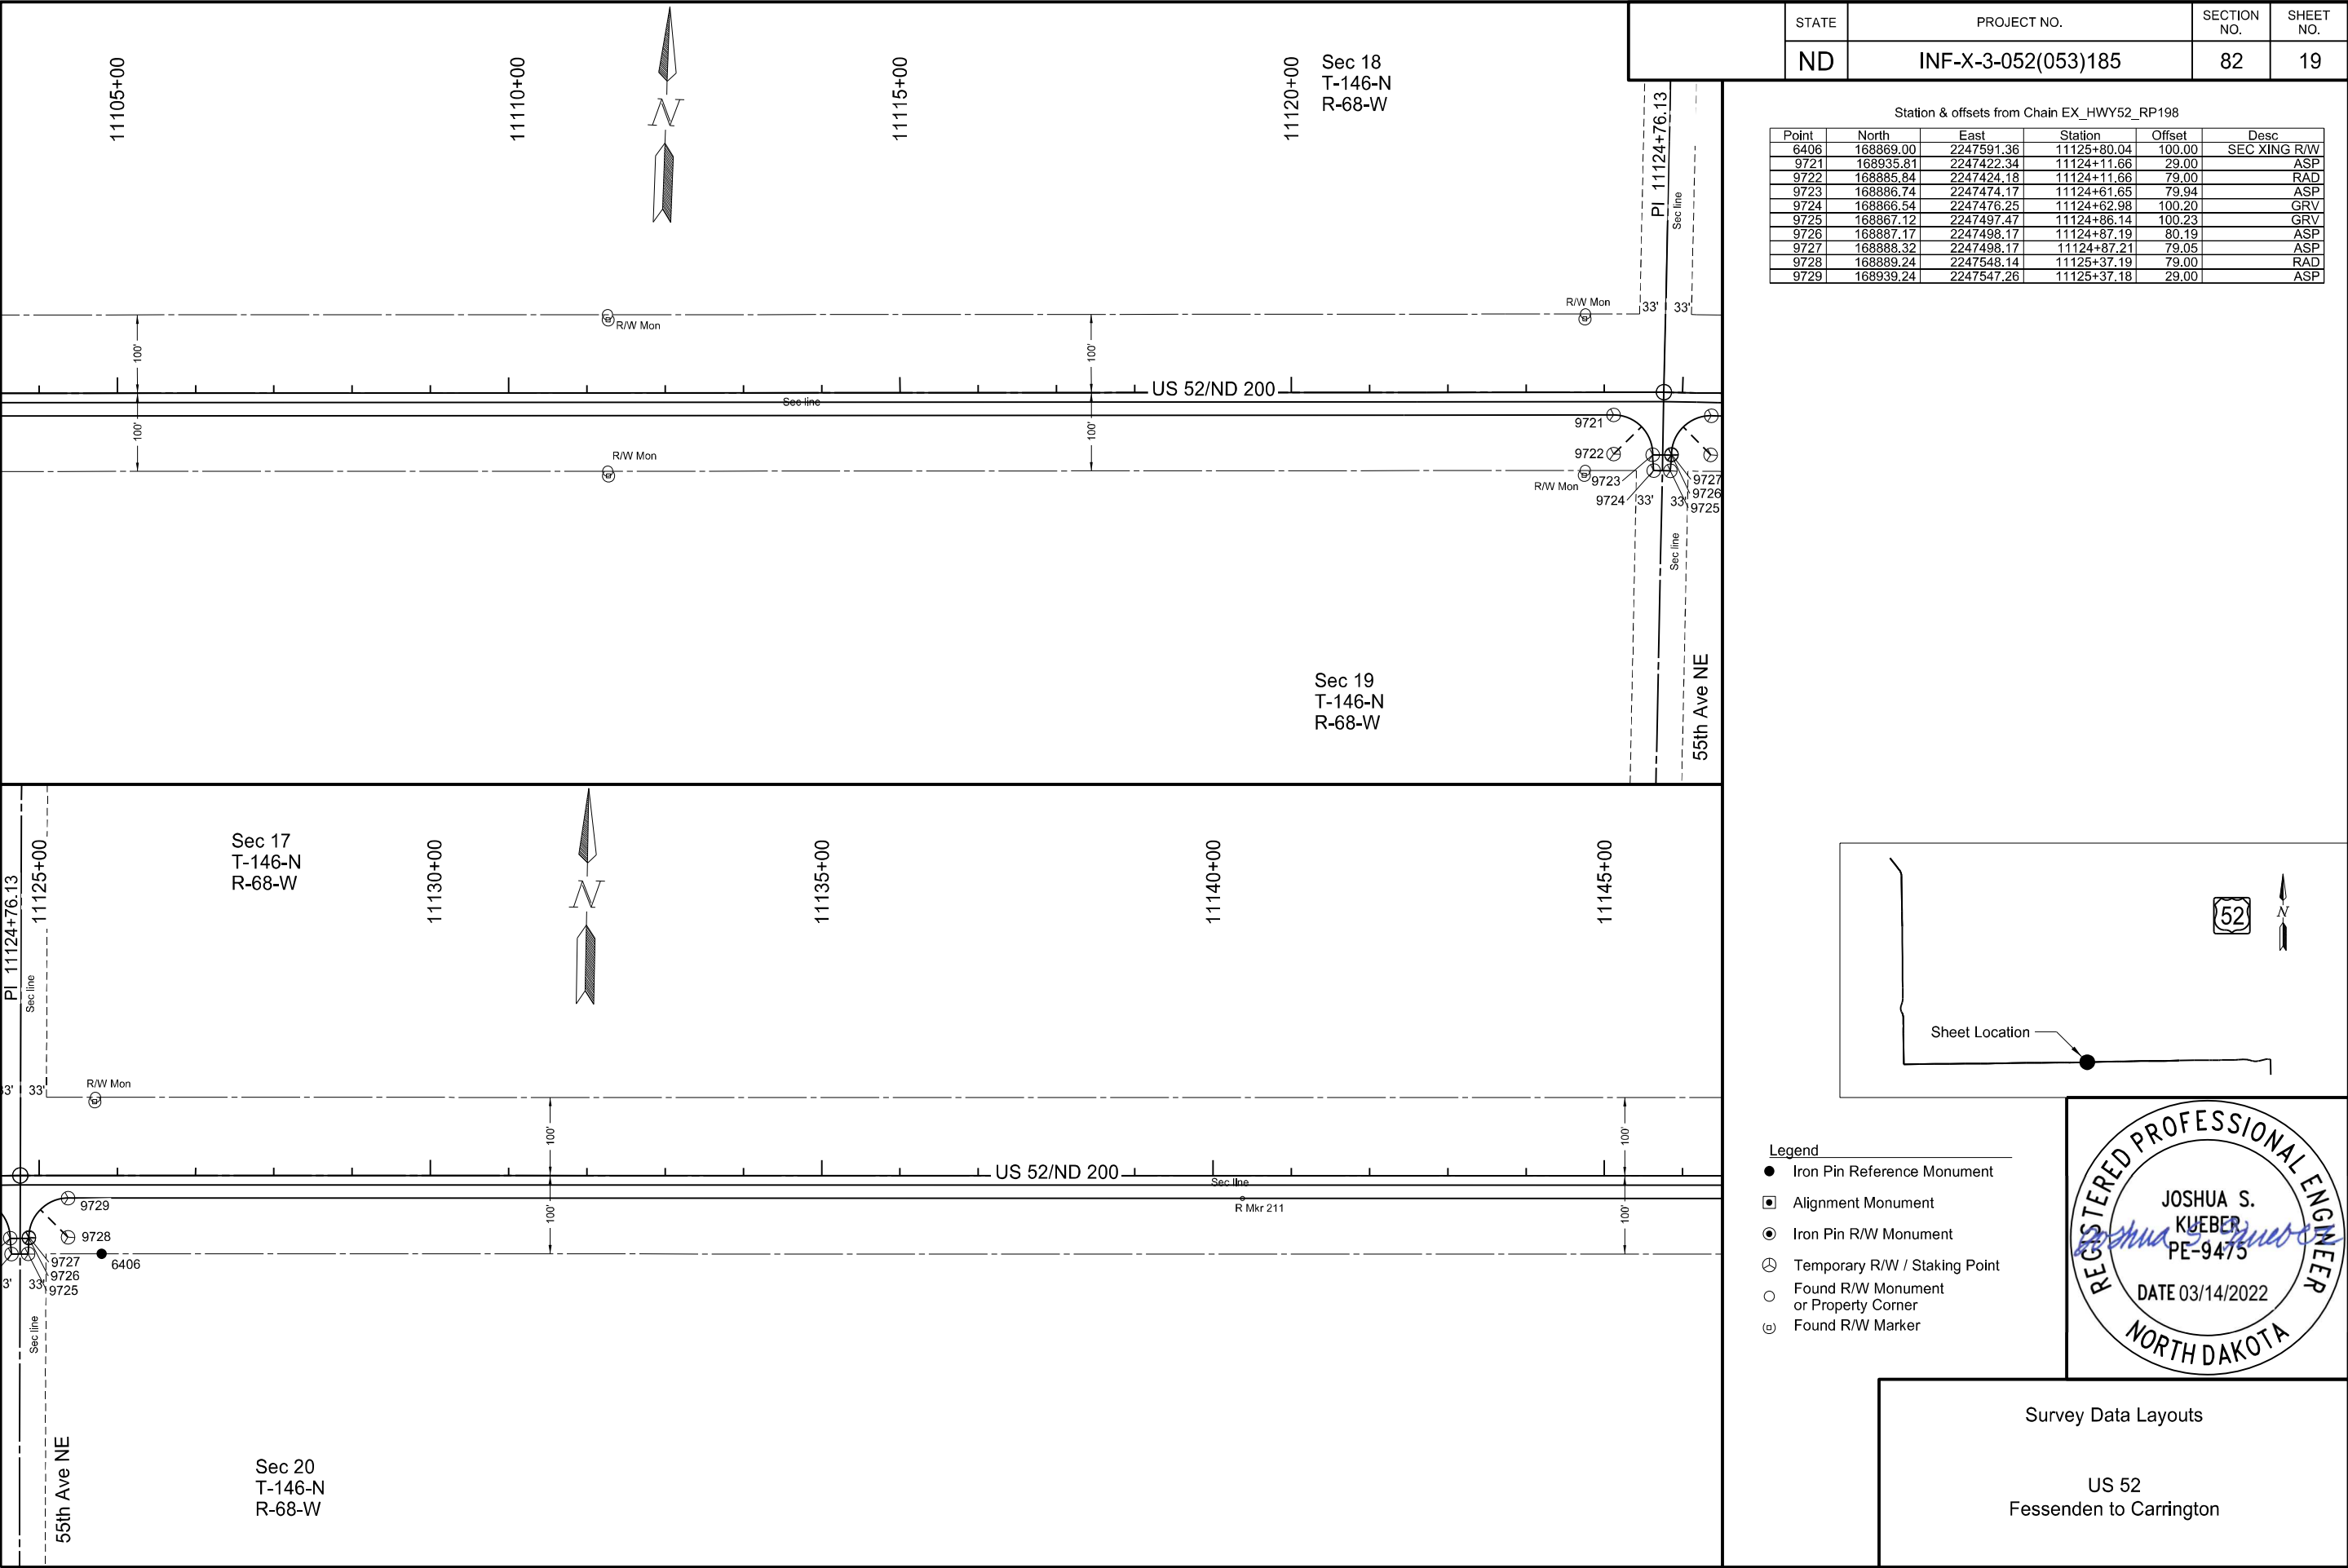 STATE PROJECT NO. SECTION NO. SHEET NO.
ND INF-X-3-052(053)185 82 19
11105+00
11110+00
11115+00
11120+00
N
Sec 18
T-146-N
R-68-W
PI 11124+76.13
Sec line
R/W Mon
R/W Mon
33' 33'
100'
100'
US 52/ND 200
Sec line
100'
100'
R/W Mon
R/W Mon
9721
9722
9723
9724
33' 33'
9727
9726
9725
Sec line
Sec 19
T-146-N
R-68-W
55th Ave NE
Station & offsets from Chain EX_HWY52_RP198
Point North East Station Offset Desc
6406 168869.00 2247591.36 11125+80.04 100.00 SEC XING R/W
9721 168935.81 2247422.34 11124+11.66 29.00 ASP
9722 168885.84 2247424.18 11124+11.66 79.00 RAD
9723 168886.74 2247474.17 11124+61.65 79.94 ASP
9724 168866.54 2247476.25 11124+62.98 100.20 GRV
9725 168867.12 2247497.47 11124+86.14 100.23 GRV
9726 168887.17 2247498.17 11124+87.19 80.19 ASP
9727 168888.32 2247498.17 11124+87.21 79.05 ASP
9728 168889.24 2247548.14 11125+37.19 79.00 RAD
9729 168939.24 2247547.26 11125+37.18 29.00 ASP
PI 11124+76.13
11125+00
Sec 17
T-146-N
R-68-W
11130+00
11135+00
11140+00
11145+00
N
Sec line
3' 33'
R/W Mon
100'
100'
US 52/ND 200
Sec line
R Mkr 211
100'
100'
9729
9728
9727
9726
9725
6406
3' 33'
Sec line
55th Ave NE
Sec 20
T-146-N
R-68-W
52
N
Sheet Location
Legend
Iron Pin Reference Monument
Alignment Monument
Iron Pin R/W Monument
Temporary R/W / Staking Point
Found R/W Monument
or Property Corner
Found R/W Marker
REGISTERED PROFESSIONAL ENGINEER
JOSHUA S.
KUEBER
PE-9475
DATE 03/14/2022
NORTH DAKOTA
Survey Data Layouts
US 52
Fessenden to Carrington